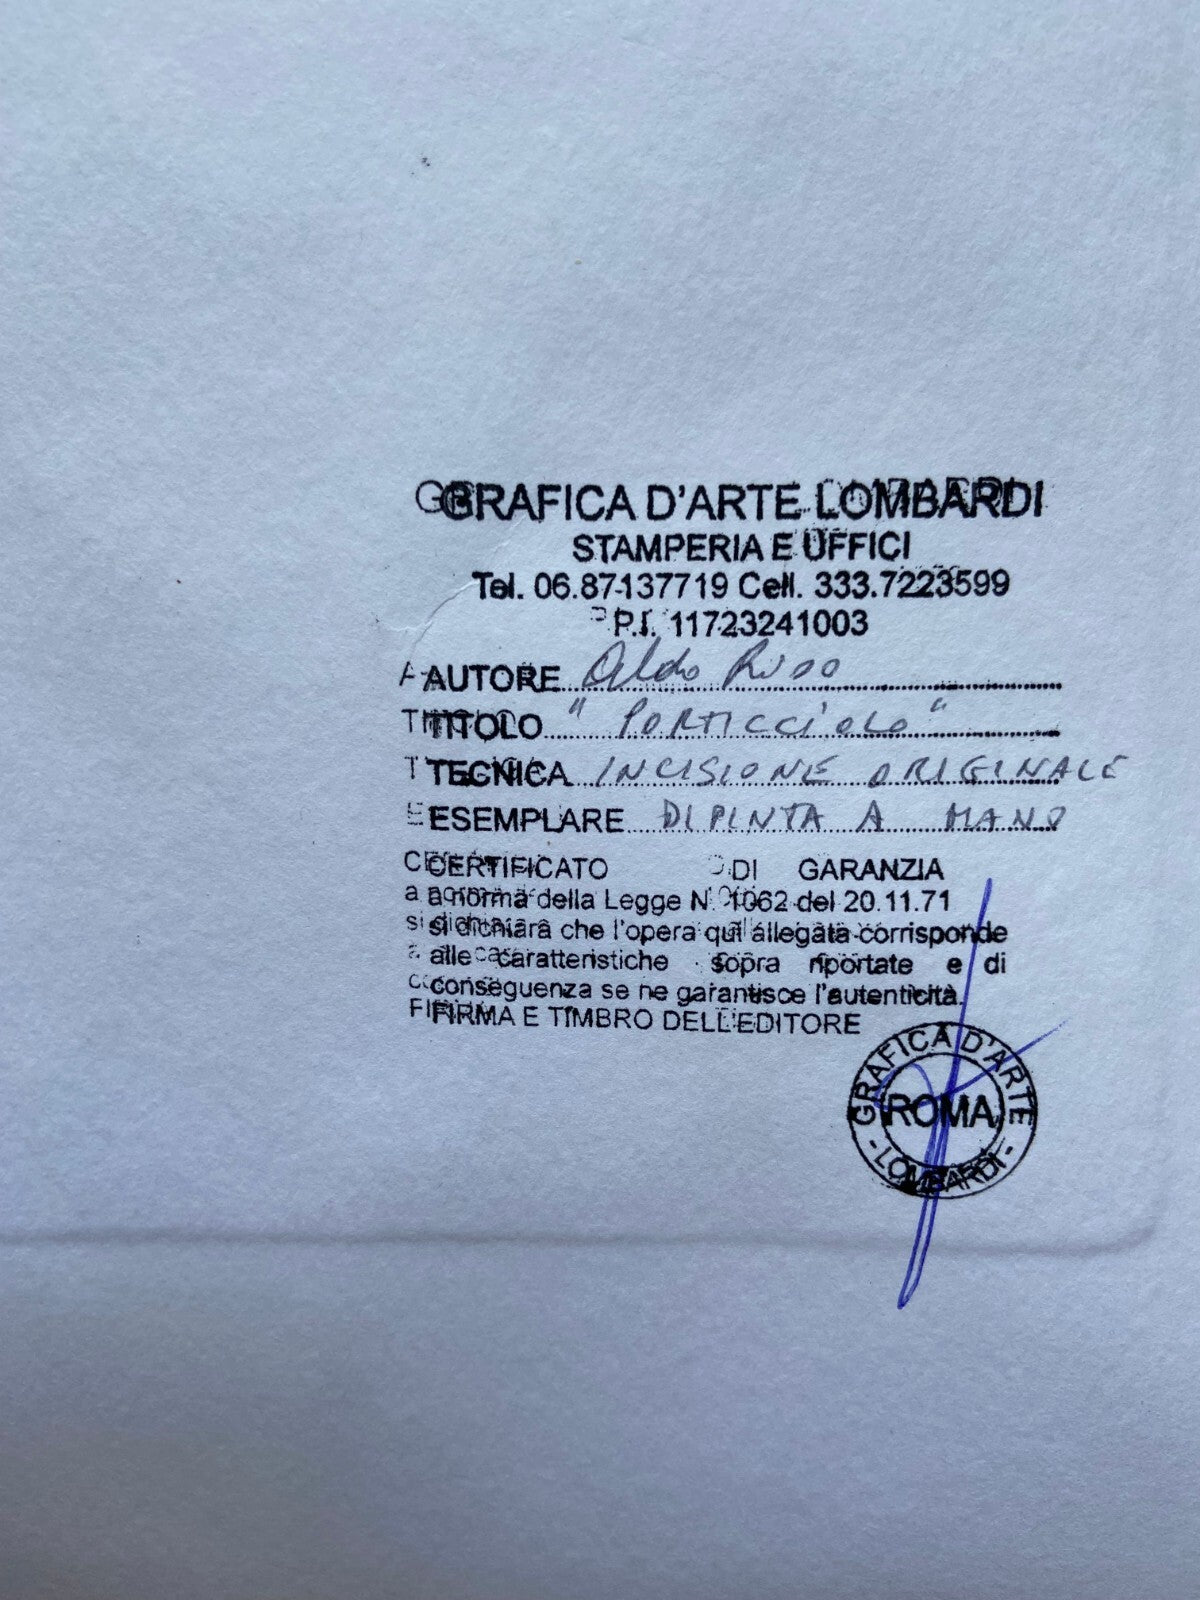 GRAFICA D'ARTE LOMBARDI
STAMPERIA E UFFICI
Tel. 06.87137719 Cell. 333.7223599
P.I. 11723241003
AUTORE Aldo Riso
TITOLO "PORTICCIOLO"
TECNICA INCISIONE ORIGINALE
ESEMPLARE DIPINTA A MANO
CERTIFICATO DI GARANZIA
a norma della Legge N. 1062 del 20.11.71
si dichiara che l'opera qui allegata corrisponde
alle caratteristiche sopra riportate e di
conseguenza se ne garantisce l'autenticità.
FIRMA E TIMBRO DELL'EDITORE
GRAFICA D'ARTE
ROMA
- LOMBARDI -